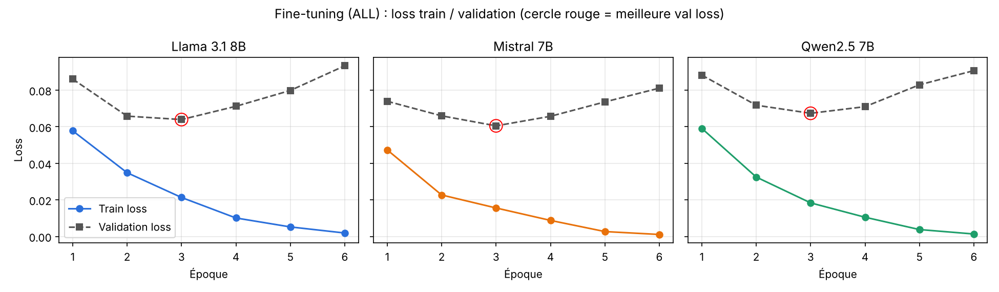 Fine-tuning (ALL) : loss train / validation (cercle rouge = meilleure val loss)
Llama 3.1 8B
Mistral 7B
Qwen2.5 7B
Loss
0.08
0.06
0.04
0.02
0.00
Train loss
Validation loss
1 2 3 4 5 6
1 2 3 4 5 6
1 2 3 4 5 6
Époque
Époque
Époque